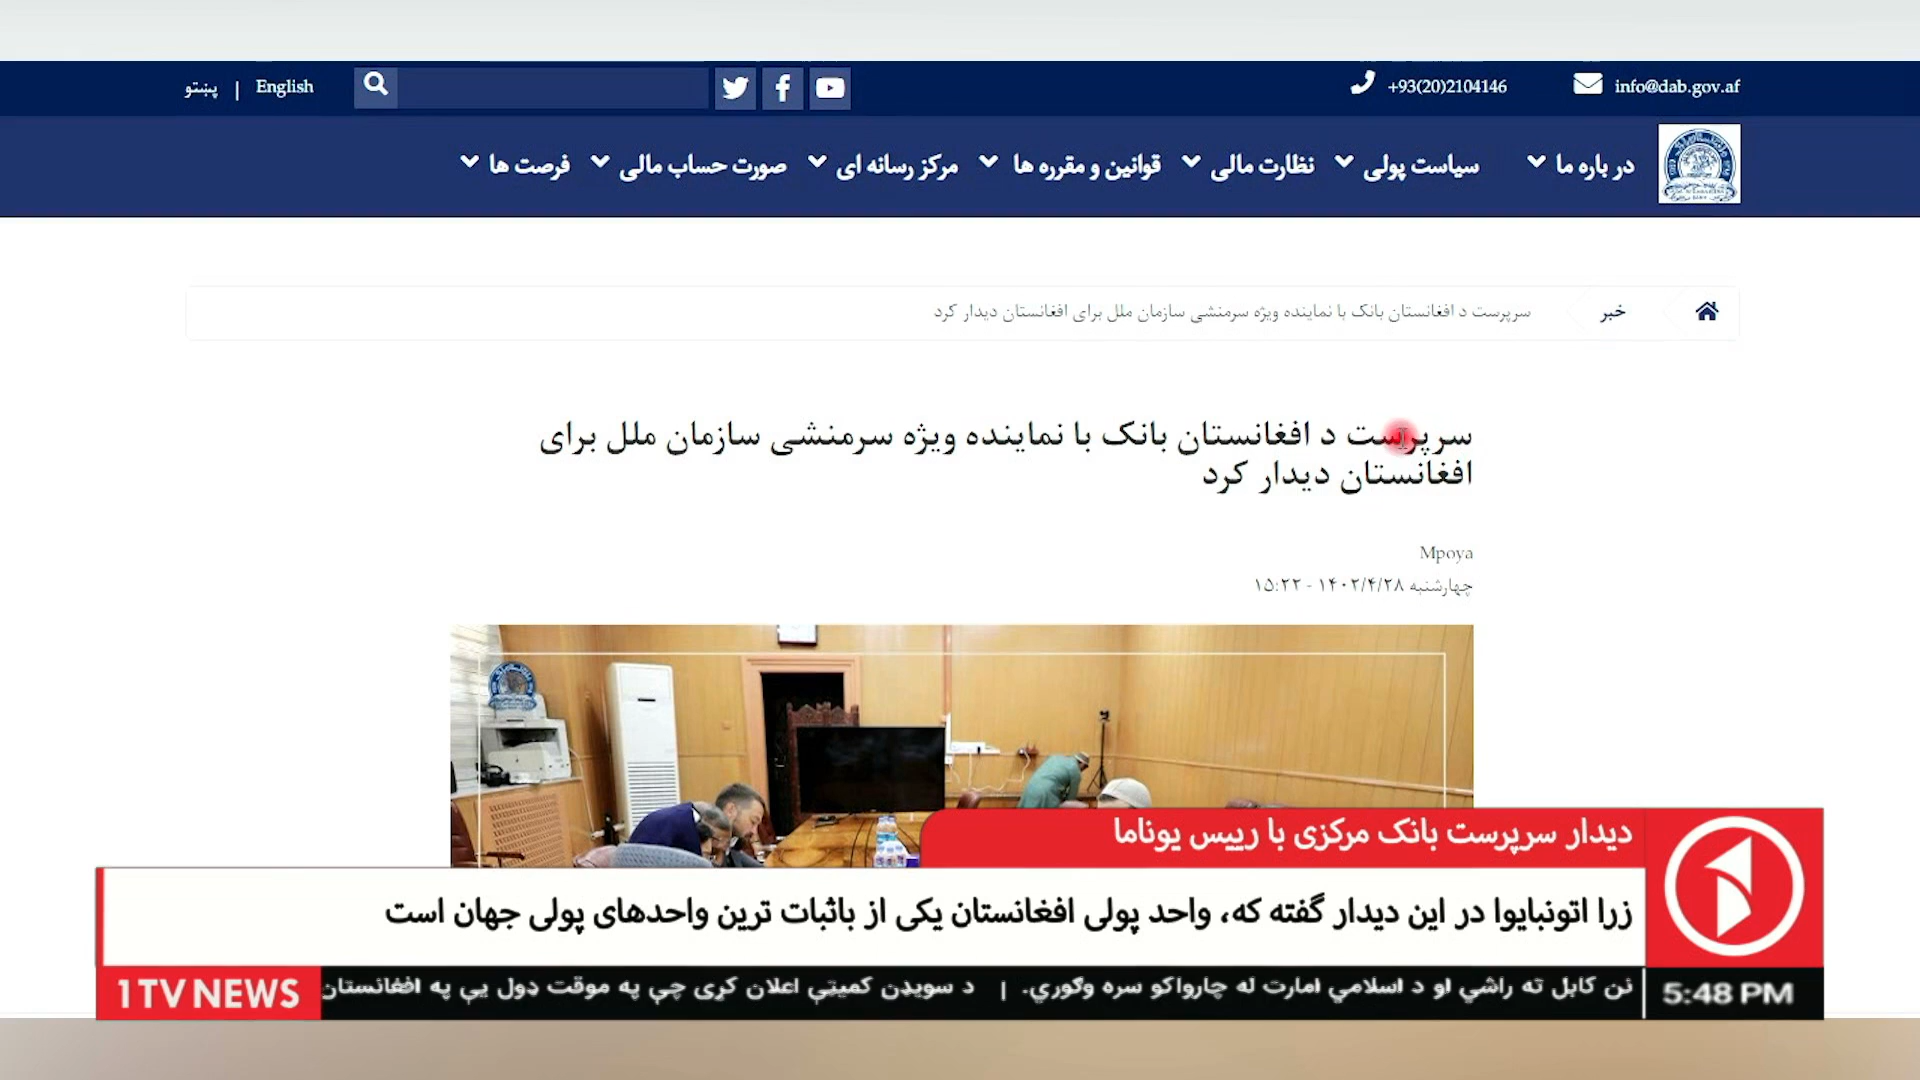 info@dab.gov.af
+93(20)2104146
English | پښتو
در باره ما
سیاست پولی
نظارت مالی
قوانین و مقرره ها
مرکز رسانه ای
صورت حساب مالی
فرصت ها
خبر
سرپرست د افغانستان بانک با نماینده ویژه سرمنشی سازمان ملل برای افغانستان دیدار کرد
سرپرست د افغانستان بانک با نماینده ویژه سرمنشی سازمان ملل برای
افغانستان دیدار کرد
Mpoya
چهارشنبه ۱۴۰۲/۴/۲۸ - ۱۵:۲۲
دیدار سرپرست بانک مرکزی با رییس یوناما
زرا اتونبایوا در این دیدار گفته که، واحد پولی افغانستان یکی از باثبات ترین واحدهای پولی جهان است
1TV NEWS
نن کابل ته راشي او د اسلامي امارت له چارواکو سره وګوري. | د سویډن کمیټې اعلان کړی چې په موقت ډول یې په افغانستان
5:48 PM